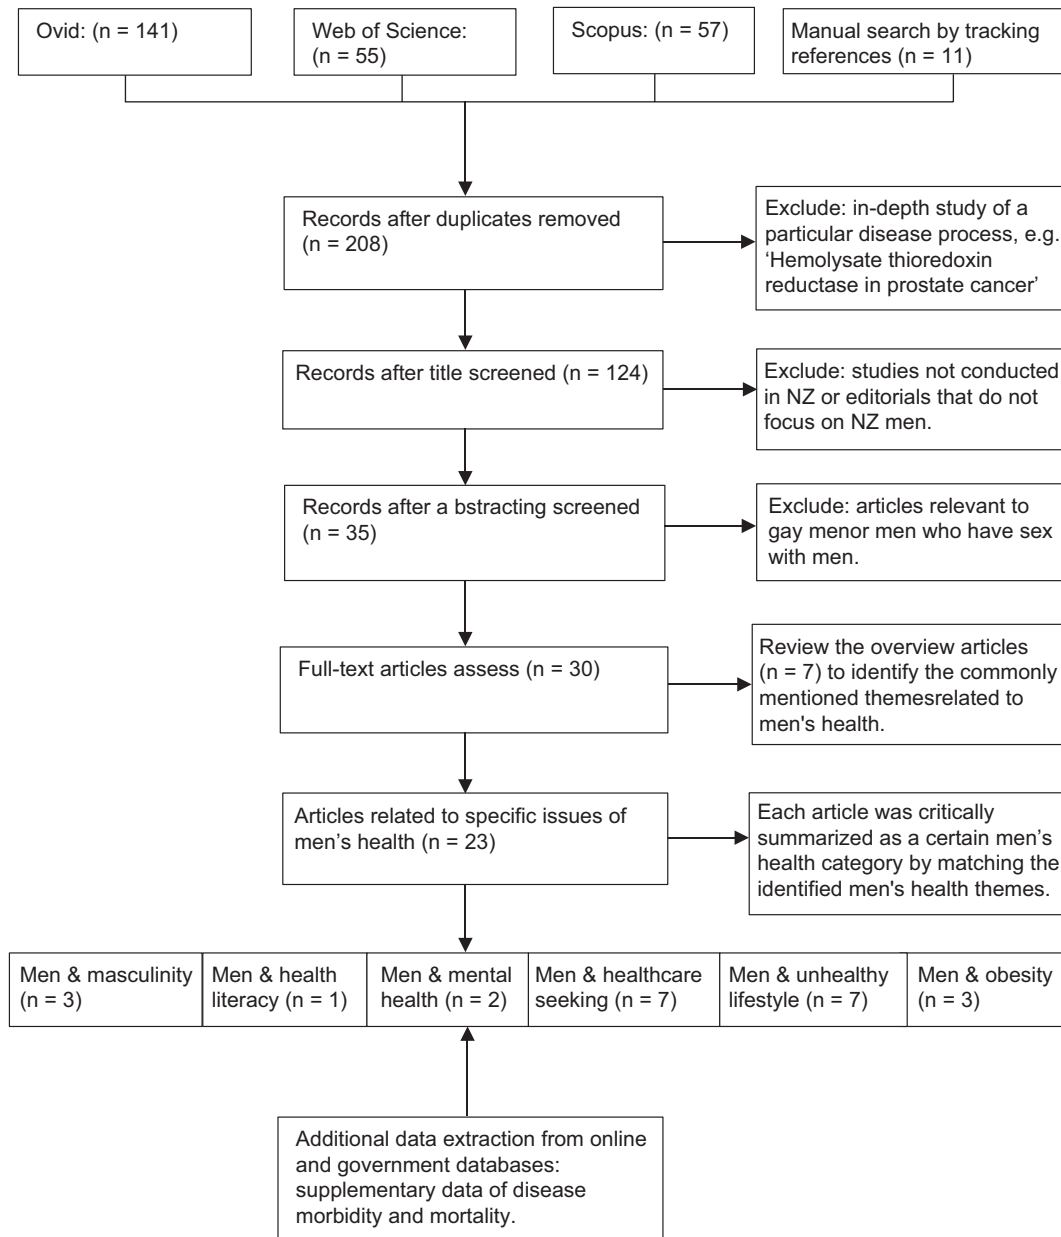 Ovid: (n = 141)
Web of Science:
(n = 55)
Scopus: (n = 57)
Manual search by tracking
references (n = 11)
Records after duplicates removed
(n = 208)
Exclude: in-depth study of a
particular disease process, e.g.
‘Hemolysate thioredoxin
reductase in prostate cancer’
Records after title screened (n = 124)
Exclude: studies not conducted
in NZ or editorials that do not
focus on NZ men.
Records after a bstracting screened
(n = 35)
Exclude: articles relevant to
gay menor men who have sex
with men.
Full-text articles assess (n = 30)
Review the overview articles
(n = 7) to identify the commonly
mentioned themesrelated to
men's health.
Articles related to specific issues of
men’s health (n = 23)
Each article was critically
summarized as a certain men’s
health category by matching the
identified men's health themes.
Men & masculinity
(n = 3)
Men & health
literacy (n = 1)
Men & mental
health (n = 2)
Men & healthcare
seeking (n = 7)
Men & unhealthy
lifestyle (n = 7)
Men & obesity
(n = 3)
Additional data extraction from online
and government databases:
supplementary data of disease
morbidity and mortality.